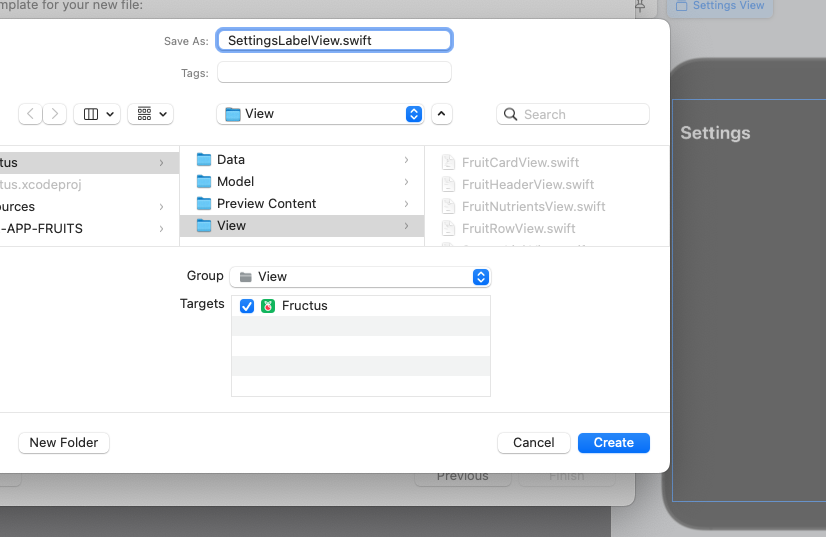 mplate for your new file:
Settings View
Save As: SettingsLabelView.swift
Tags:
View
Search
Settings
tus
tus.xcodeproj
ources
-APP-FRUITS
Data
Model
Preview Content
View
FruitCardView.swift
FruitHeaderView.swift
FruitNutrientsView.swift
FruitRowView.swift
Group View
Targets Fructus
New Folder Cancel Create
Previous Finish